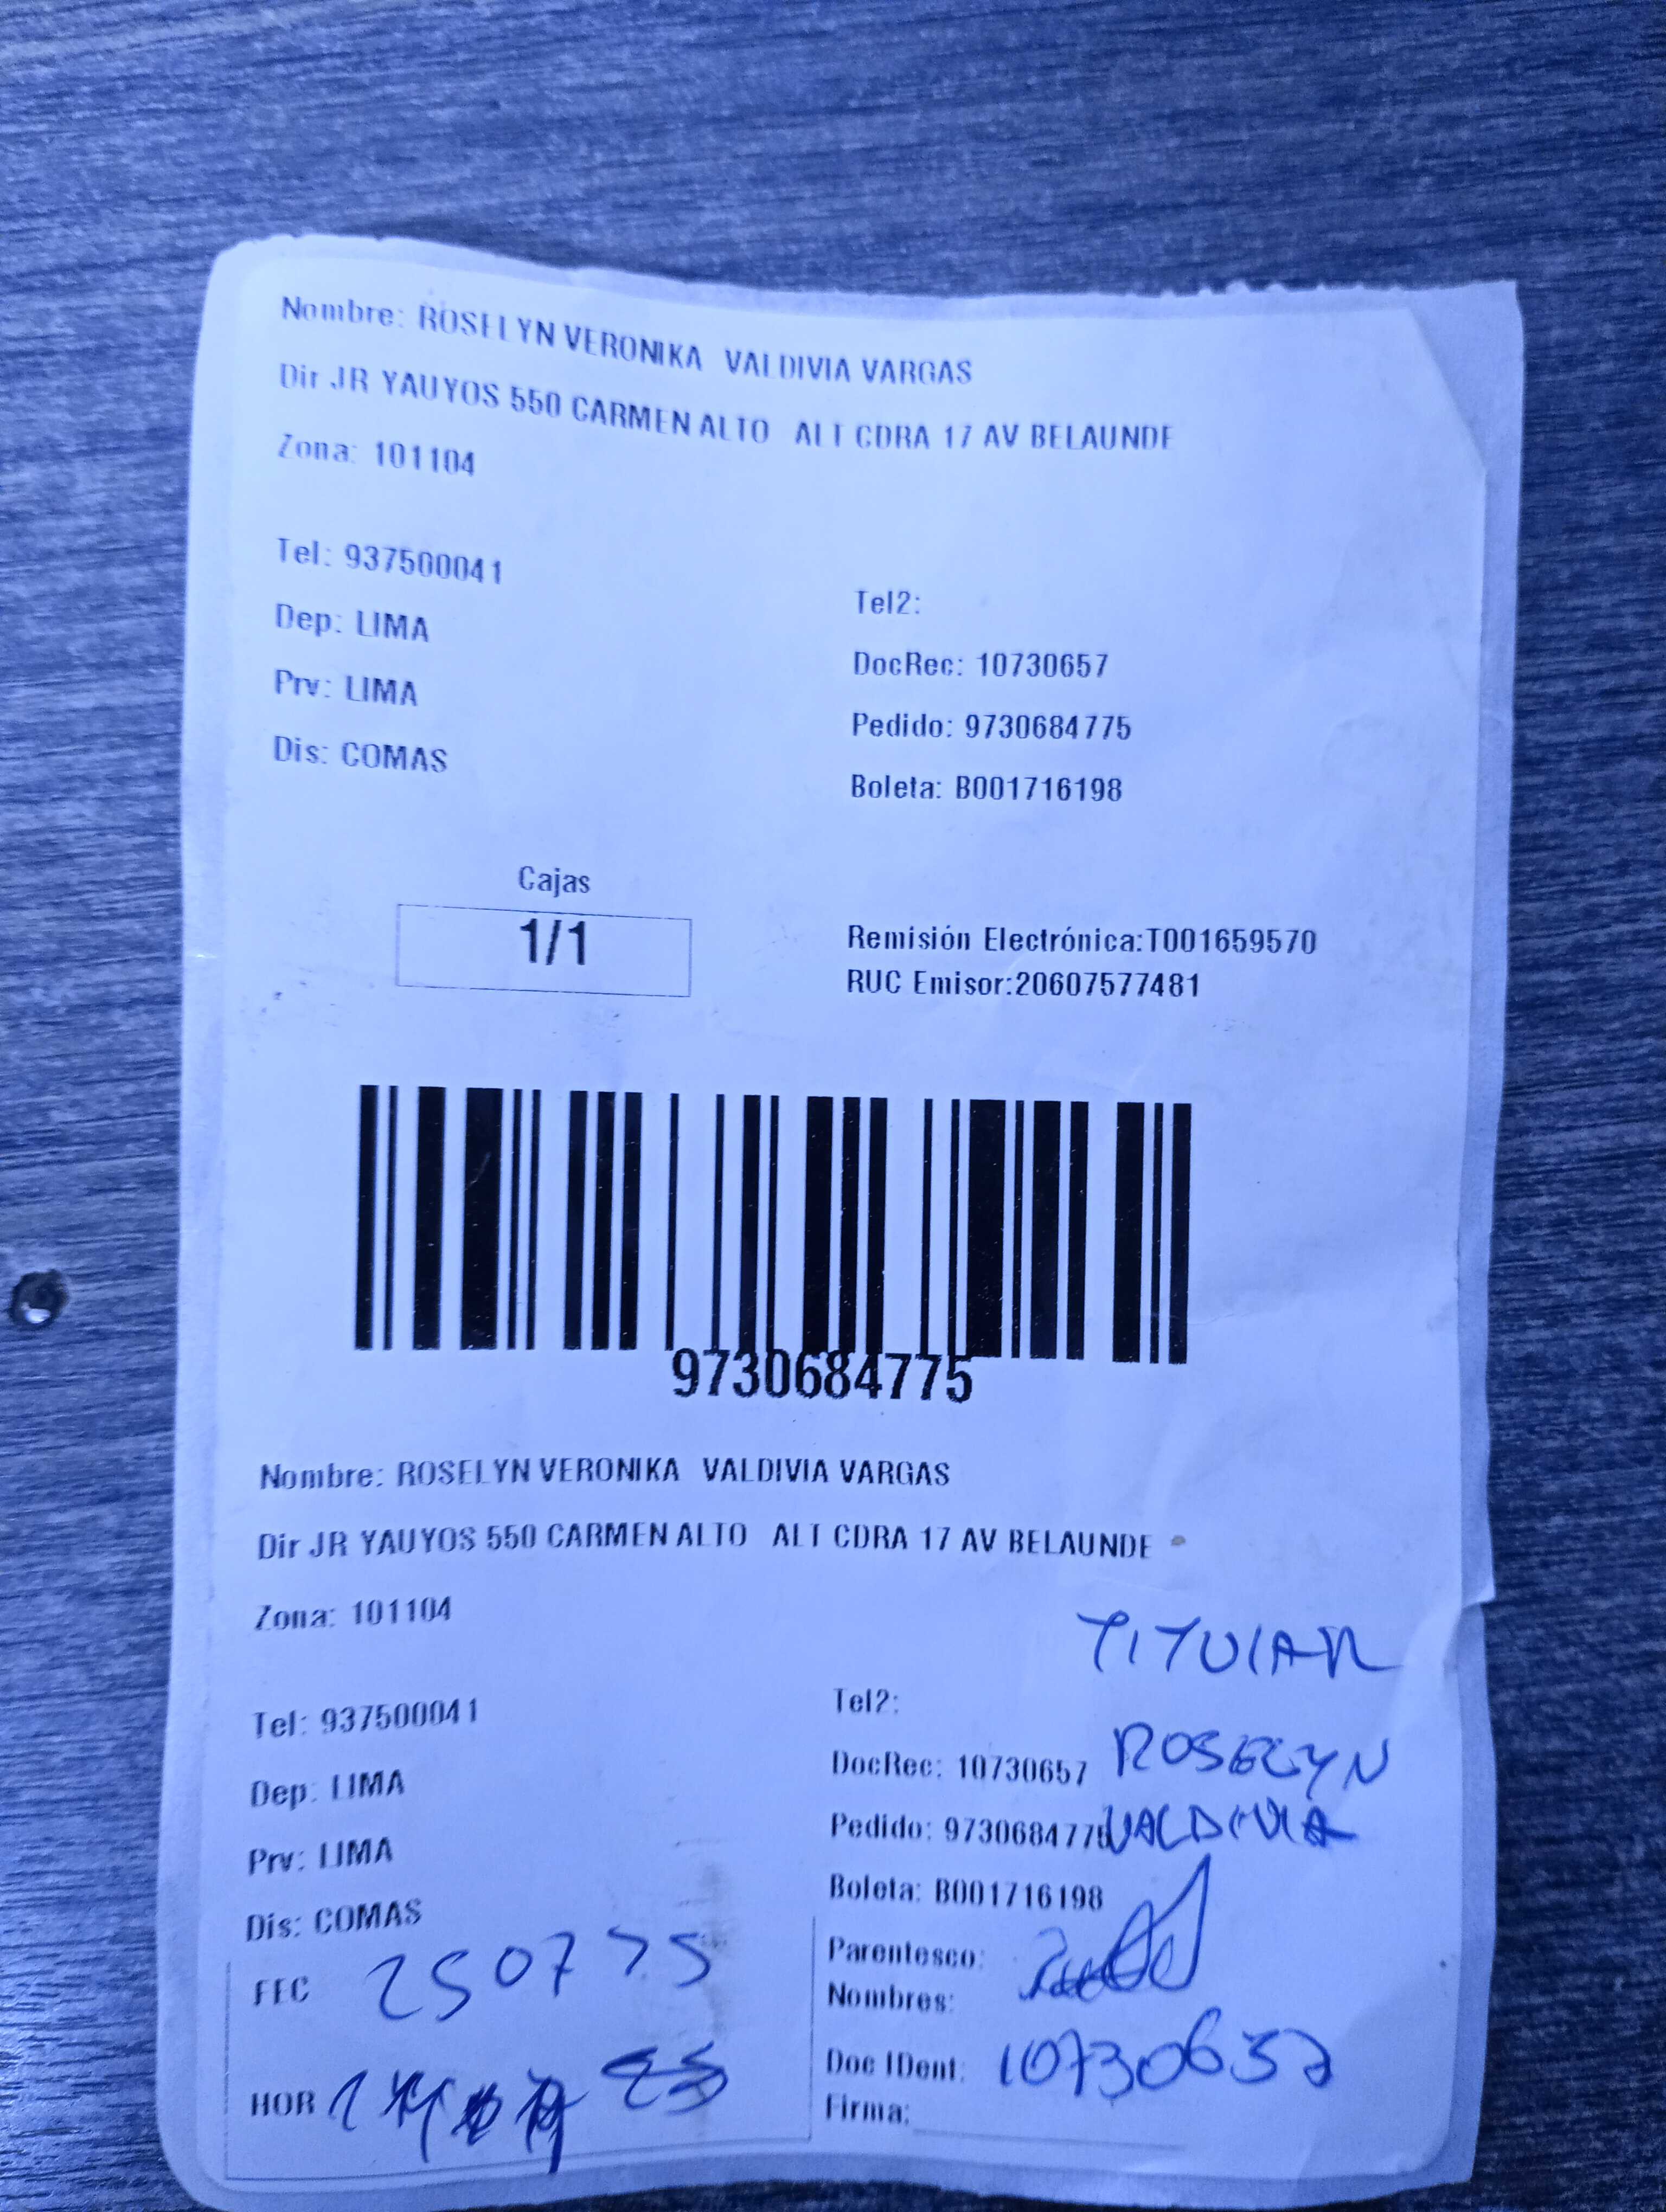 Nombre: ROSELYN VERONIKA VALDIVIA VARGAS
Dir JR YAUYOS 550 CARMEN ALTO ALT CDRA 17 AV BELAUNDE
Zona: 101104
Tel: 937500041
Dep: LIMA
Prv: LIMA
Dis: COMAS
Tel2:
DocRec: 10730657
Pedido: 9730684775
Boleta: B001716198
Cajas
1/1
Remisión Electrónica:T001659570
RUC Emisor:20607577481
9730684775
Nombre: ROSELYN VERONIKA VALDIVIA VARGAS
Dir JR YAUYOS 550 CARMEN ALTO ALT CDRA 17 AV BELAUNDE
Zona: 101104
Tel: 937500041
Dep: LIMA
Prv: LIMA
Dis: COMAS
FEC
HOR
TITULAR
Tel2:
DocRec: 10730657 ROSELYN
Pedido: 9730684775 VALDIVIA
Boleta: B001716198
Parentesco:
Nombres:
Doc IDent: 10730657
Firma: